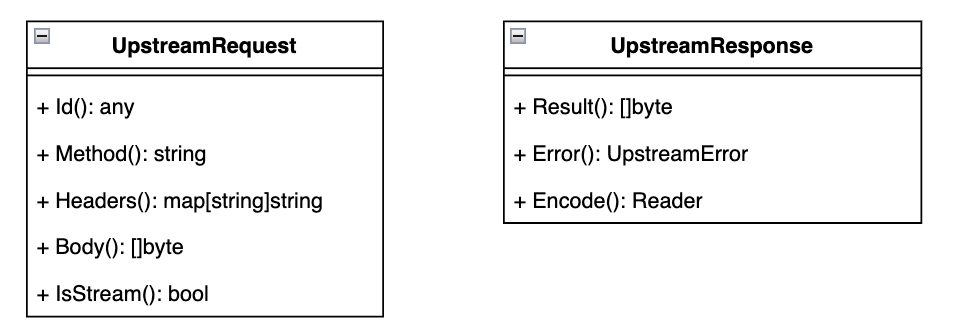 UpstreamRequest
+ Id(): any
+ Method(): string
+ Headers(): map[string]string
+ Body(): []byte
+ IsStream(): bool
UpstreamResponse
+ Result(): []byte
+ Error(): UpstreamError
+ Encode(): Reader